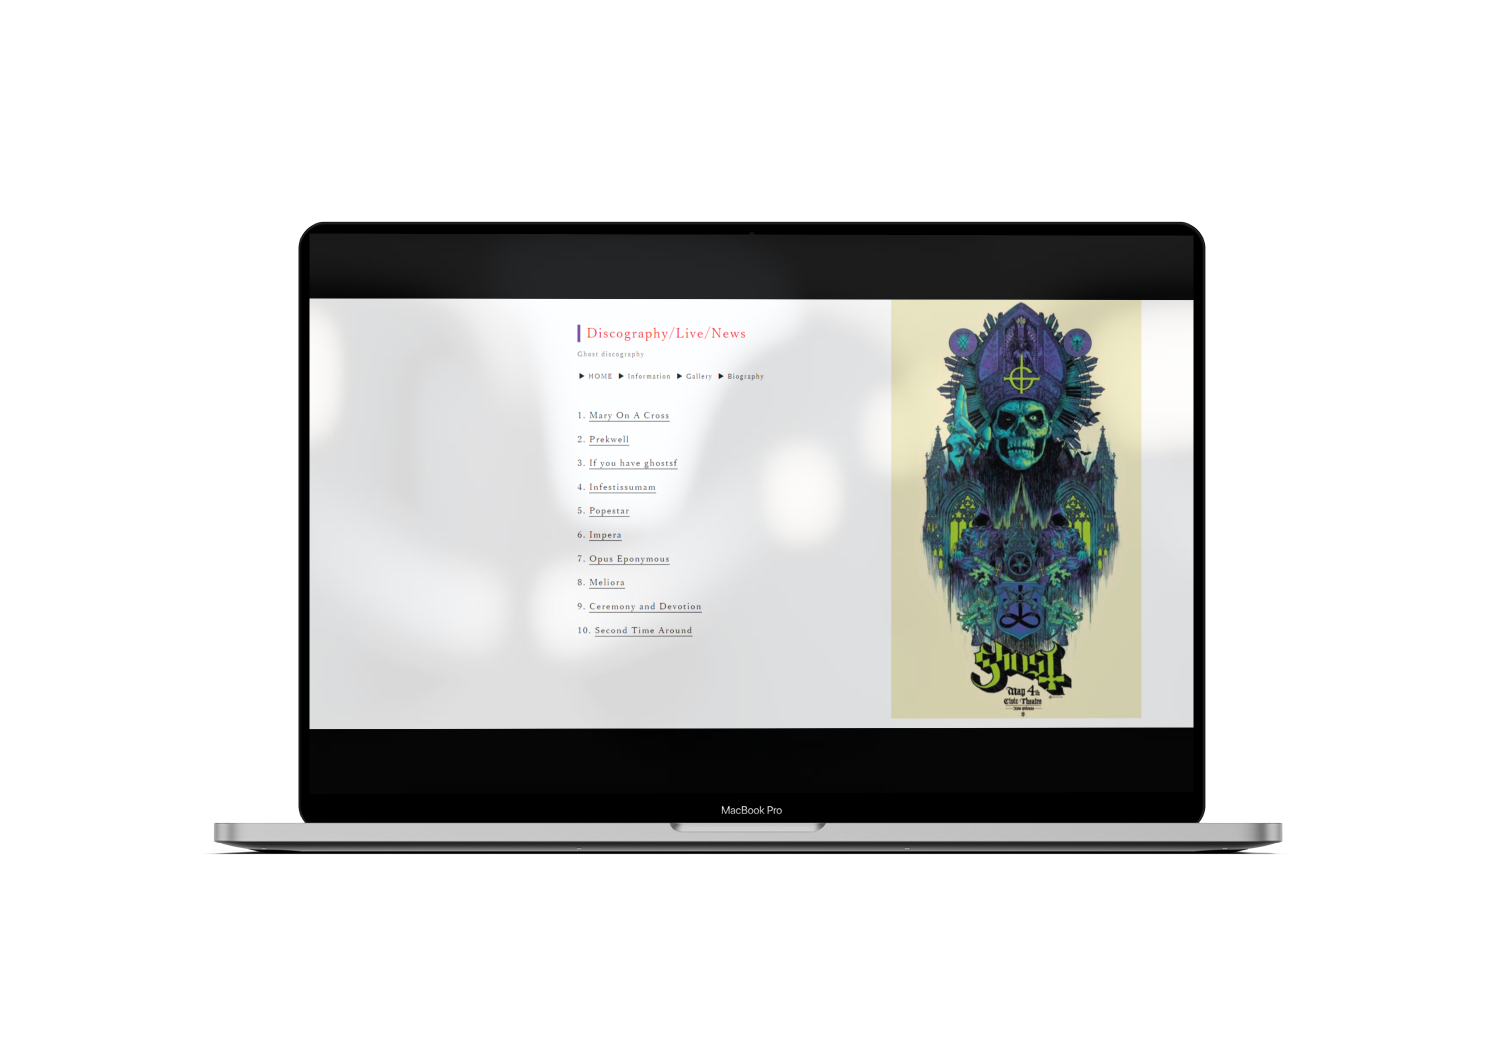 Discography/Live/News
Ghost discography
HOME Information Gallery Biography
1. Mary On A Cross
2. Prekwell
3. If you have ghostsf
4. Infestissumam
5. Popestar
6. Impera
7. Opus Eponymous
8. Meliora
9. Ceremony and Devotion
10. Second Time Around
Ghost
May 4th
Civic Theatre
New Orleans
MacBook Pro